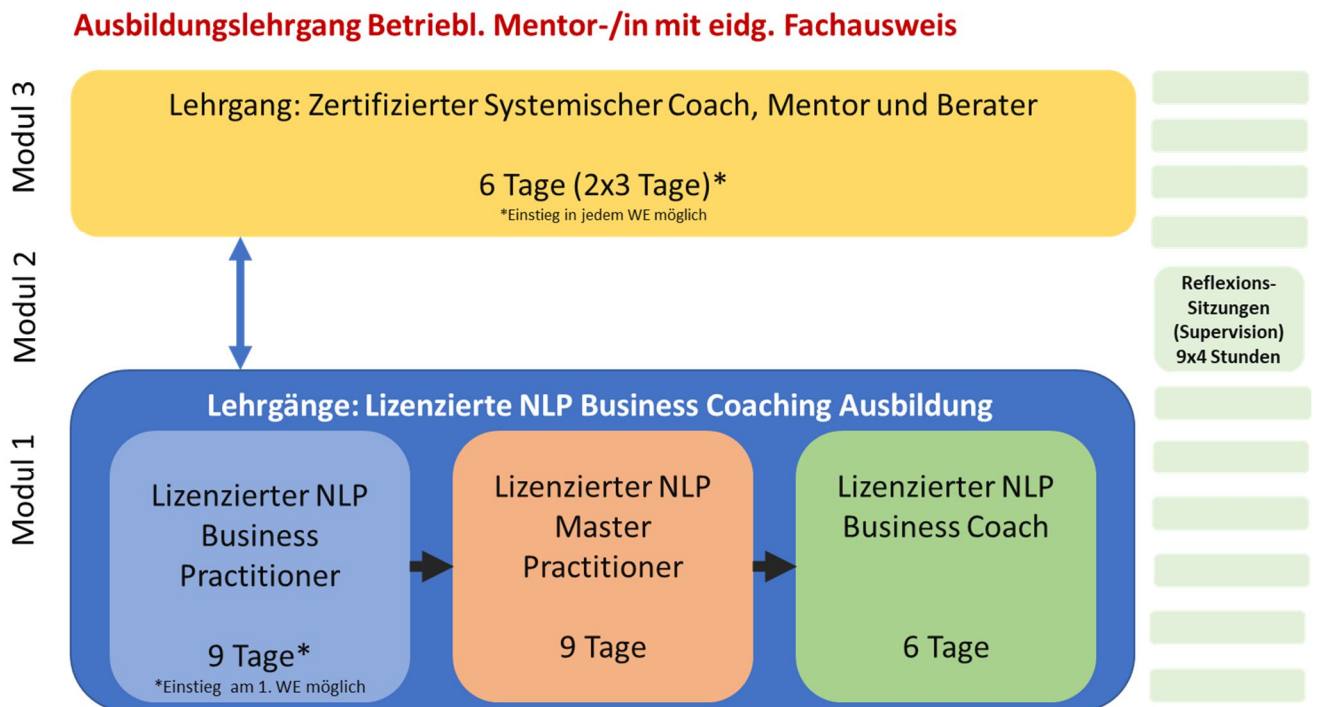 Ausbildungslehrgang Betriebl. Mentor-/in mit eidg. Fachausweis
Modul 3
Lehrgang: Zertifizierter Systemischer Coach, Mentor und Berater
6 Tage (2x3 Tage)*
*Einstieg in jedem WE möglich
Modul 2
Reflexions-
Sitzungen
(Supervision)
9x4 Stunden
Modul 1
Lehrgänge: Lizenzierte NLP Business Coaching Ausbildung
Lizenzierter NLP
Business
Practitioner
9 Tage*
*Einstieg am 1. WE möglich
Lizenzierter NLP
Master
Practitioner
9 Tage
Lizenzierter NLP
Business Coach
6 Tage